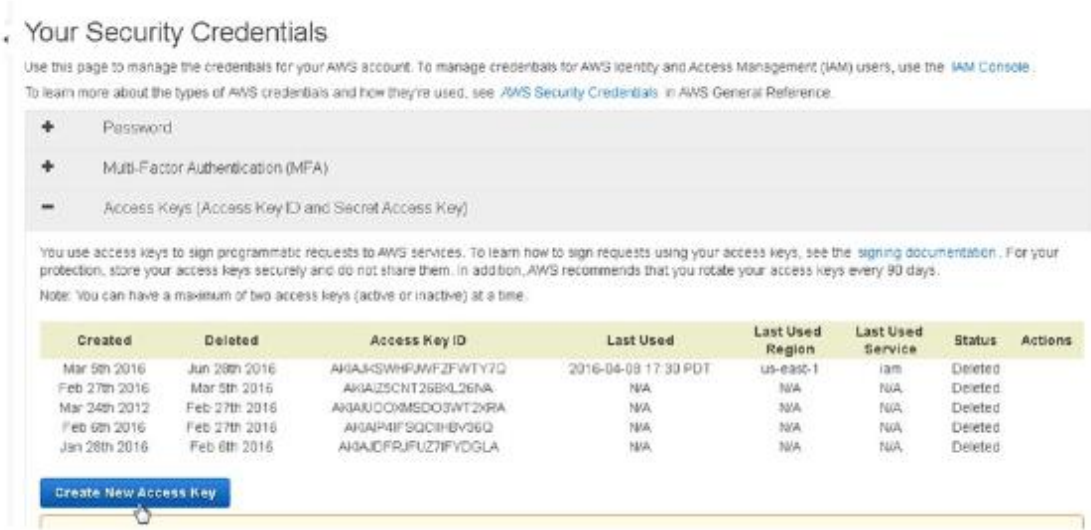 Your Security Credentials
Use this page to manage the credentials for your AWS account. To manage credentials for AWS Identity and Access Management (IAM) users, use the IAM Console.
To learn more about the types of AWS credentials and how they're used, see AWS Security Credentials in AWS General Reference.
+ Password
+ Multi-Factor Authentication (MFA)
− Access Keys (Access Key ID and Secret Access Key)
You use access keys to sign programmatic requests to AWS services. To learn how to sign requests using your access keys, see the signing documentation. For your
protection, store your access keys securely and do not share them. In addition, AWS recommends that you rotate your access keys every 90 days.
Note: You can have a maximum of two access keys (active or inactive) at a time.
Created Deleted Access Key ID Last Used Last Used Region Last Used Service Status Actions
Mar 5th 2016 Jun 28th 2016 2016-04-08 17:30 PDT us-east-1 iam Deleted
Feb 27th 2016 Mar 5th 2016 N/A N/A N/A Deleted
Mar 24th 2012 Feb 27th 2016 N/A N/A N/A Deleted
Feb 6th 2016 Feb 27th 2016 N/A N/A N/A Deleted
Jan 28th 2016 Feb 6th 2016 N/A N/A N/A Deleted
Create New Access Key